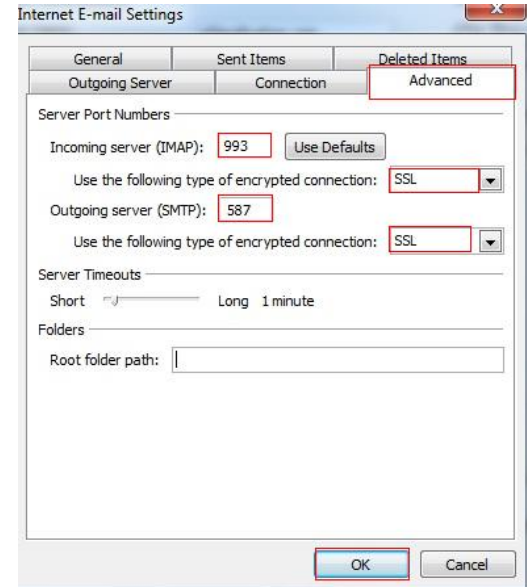 Internet E-mail Settings
General Sent Items Deleted Items
Outgoing Server Connection Advanced
Server Port Numbers
Incoming server (IMAP): 993 Use Defaults
Use the following type of encrypted connection: SSL
Outgoing server (SMTP): 587
Use the following type of encrypted connection: SSL
Server Timeouts
Short Long 1 minute
Folders
Root folder path:
OK Cancel